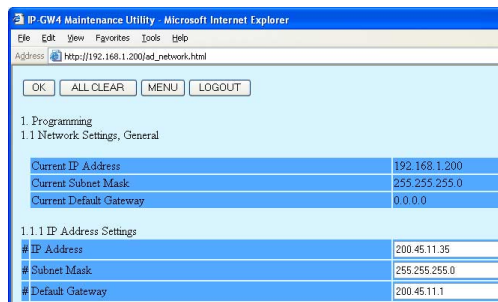 IP-GW4 Maintenance Utility - Microsoft Internet Explorer
File Edit View Favorites Tools Help
Address http://192.168.1.200/ad_network.html
OK ALL CLEAR MENU LOGOUT
1. Programming
1.1 Network Settings, General
Current IP Address 192.168.1.200
Current Subnet Mask 255.255.255.0
Current Default Gateway 0.0.0.0
1.1.1 IP Address Settings
# IP Address 200.45.11.35
# Subnet Mask 255.255.255.0
# Default Gateway 200.45.11.1